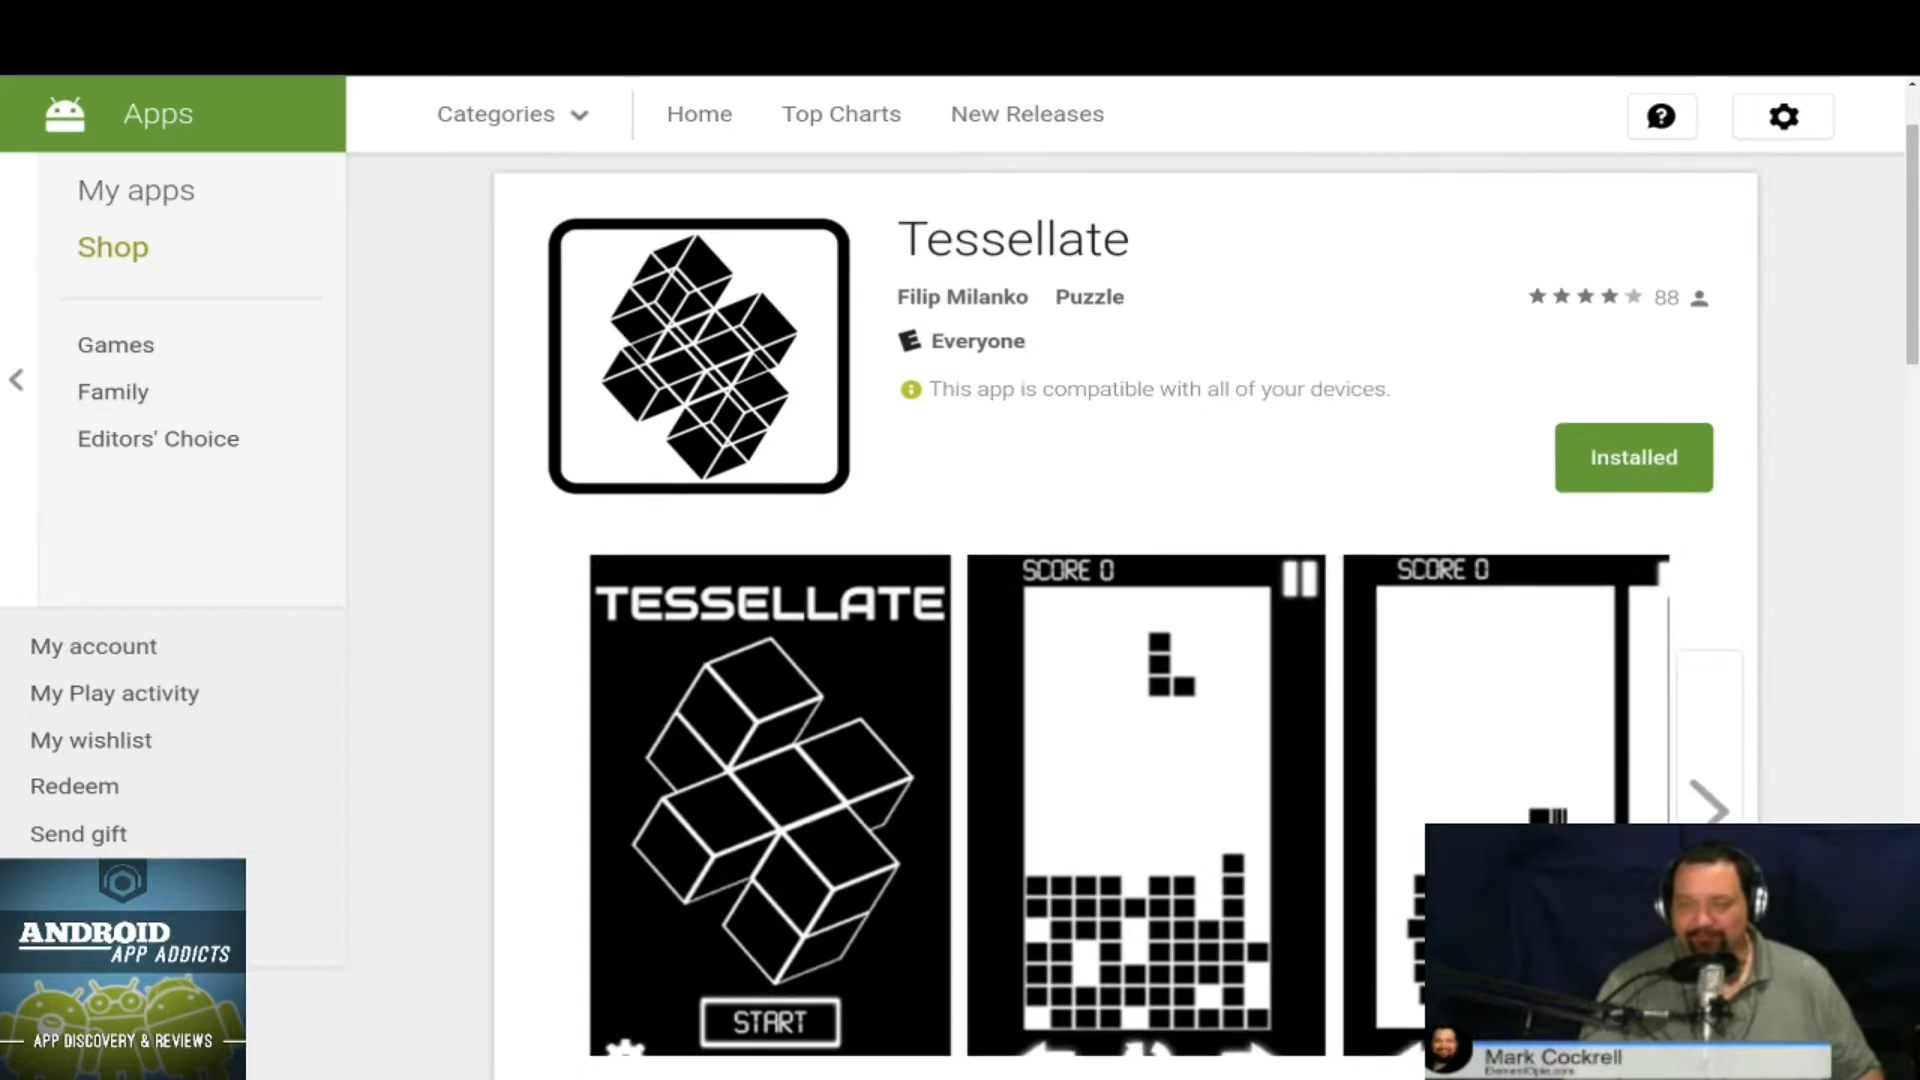 Apps
Categories
Home
Top Charts
New Releases
My apps
Shop
Games
Family
Editors' Choice
My account
My Play activity
My wishlist
Redeem
Send gift
Tessellate
Filip Milanko
Puzzle
88
E
Everyone
This app is compatible with all of your devices.
Installed
TESSELLATE
START
SCORE 0
SCORE 0
ANDROID
APP ADDICTS
APP DISCOVERY & REVIEWS
Mark Cockrell
ElementOpie.com